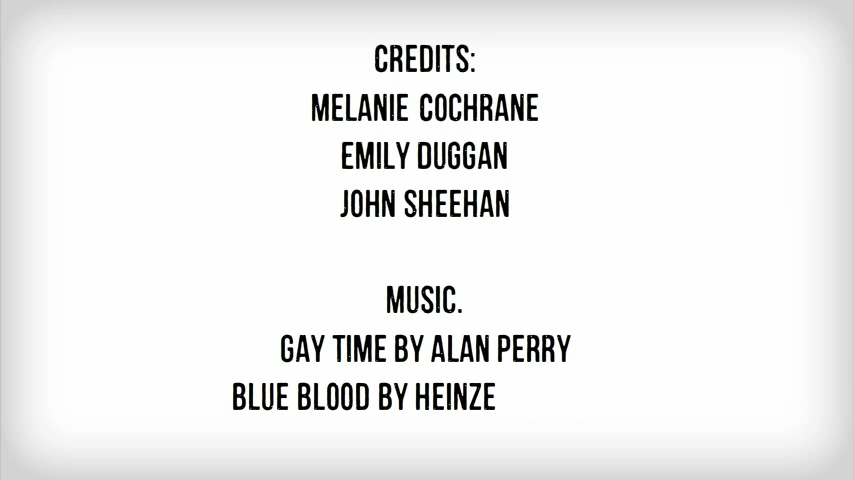 CREDITS:
MELANIE COCHRANE
EMILY DUGGAN
JOHN SHEEHAN
MUSIC.
GAY TIME BY ALAN PERRY
BLUE BLOOD BY HEINZE